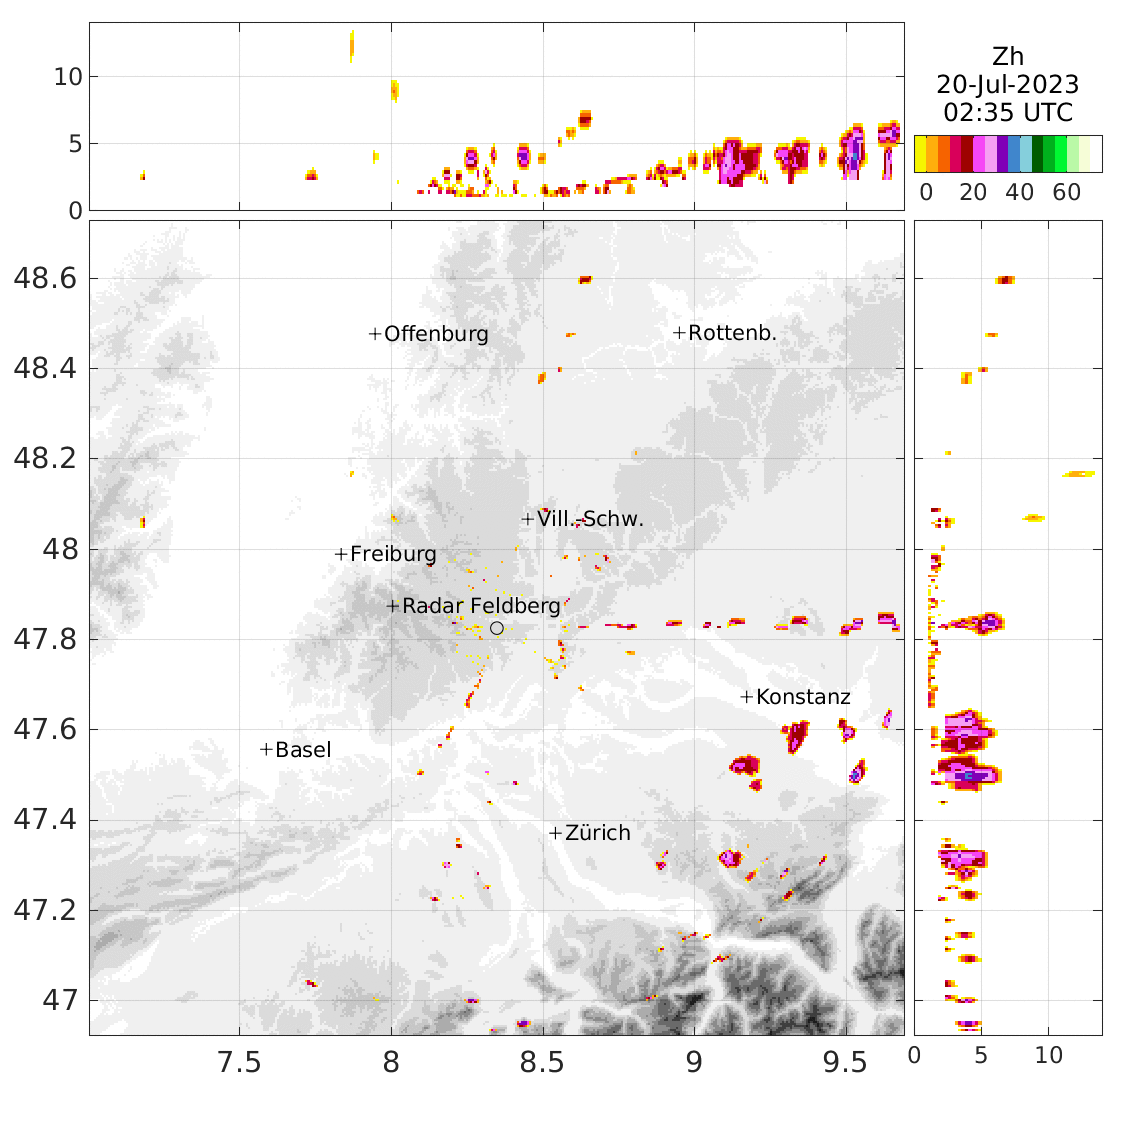 10
5
0
Zh
20-Jul-2023
02:35 UTC
0 20 40 60
48.6
48.4
48.2
48
47.8
47.6
47.4
47.2
47
+Offenburg
+Rottenb.
+Vill.-Schw.
+Freiburg
+Radar Feldberg
+Konstanz
+Basel
+Zürich
7.5 8 8.5 9 9.5
0 5 10